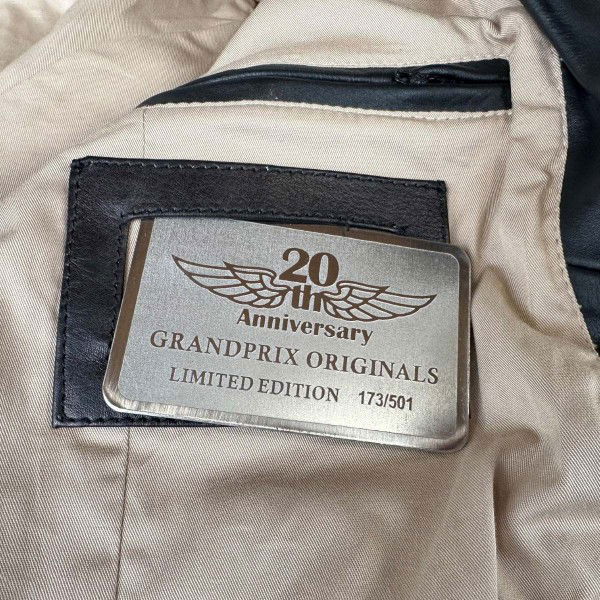 20
th
Anniversary
GRANDPRIX ORIGINALS
LIMITED EDITION 173/501